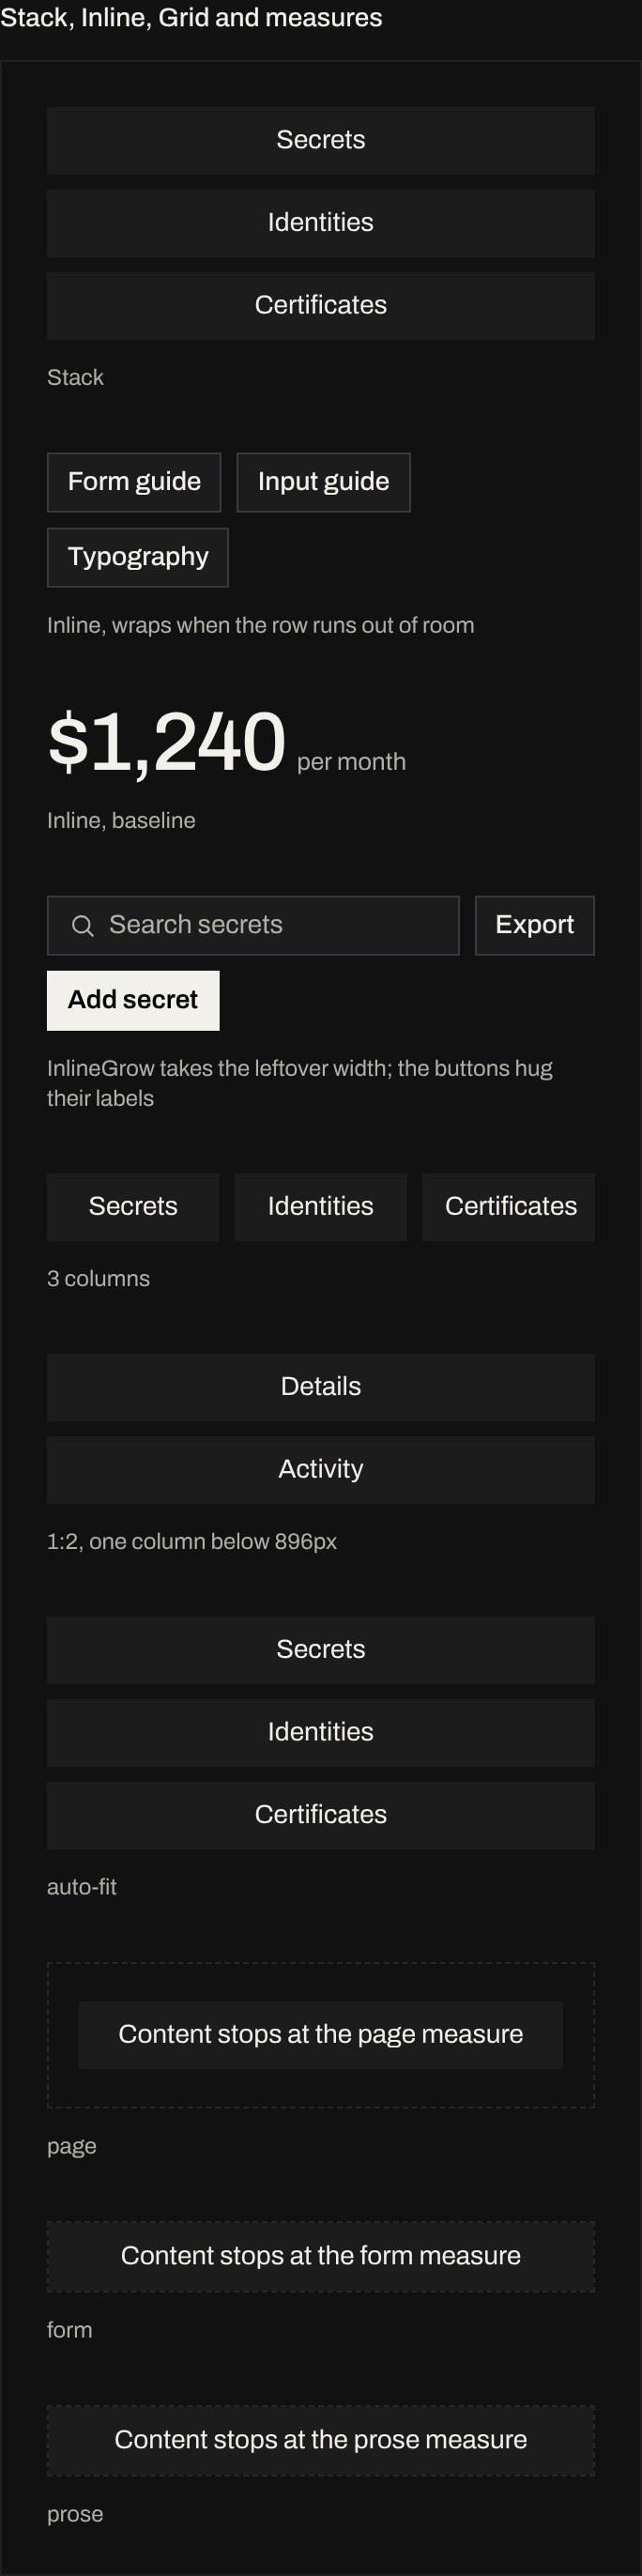 Stack, Inline, Grid and measures
Secrets
Identities
Certificates
Stack
Form guide
Input guide
Typography
Inline, wraps when the row runs out of room
$1,240 per month
Inline, baseline
Search secrets
Export
Add secret
InlineGrow takes the leftover width; the buttons hug
their labels
Secrets
Identities
Certificates
3 columns
Details
Activity
1:2, one column below 896px
Secrets
Identities
Certificates
auto-fit
Content stops at the page measure
page
Content stops at the form measure
form
Content stops at the prose measure
prose